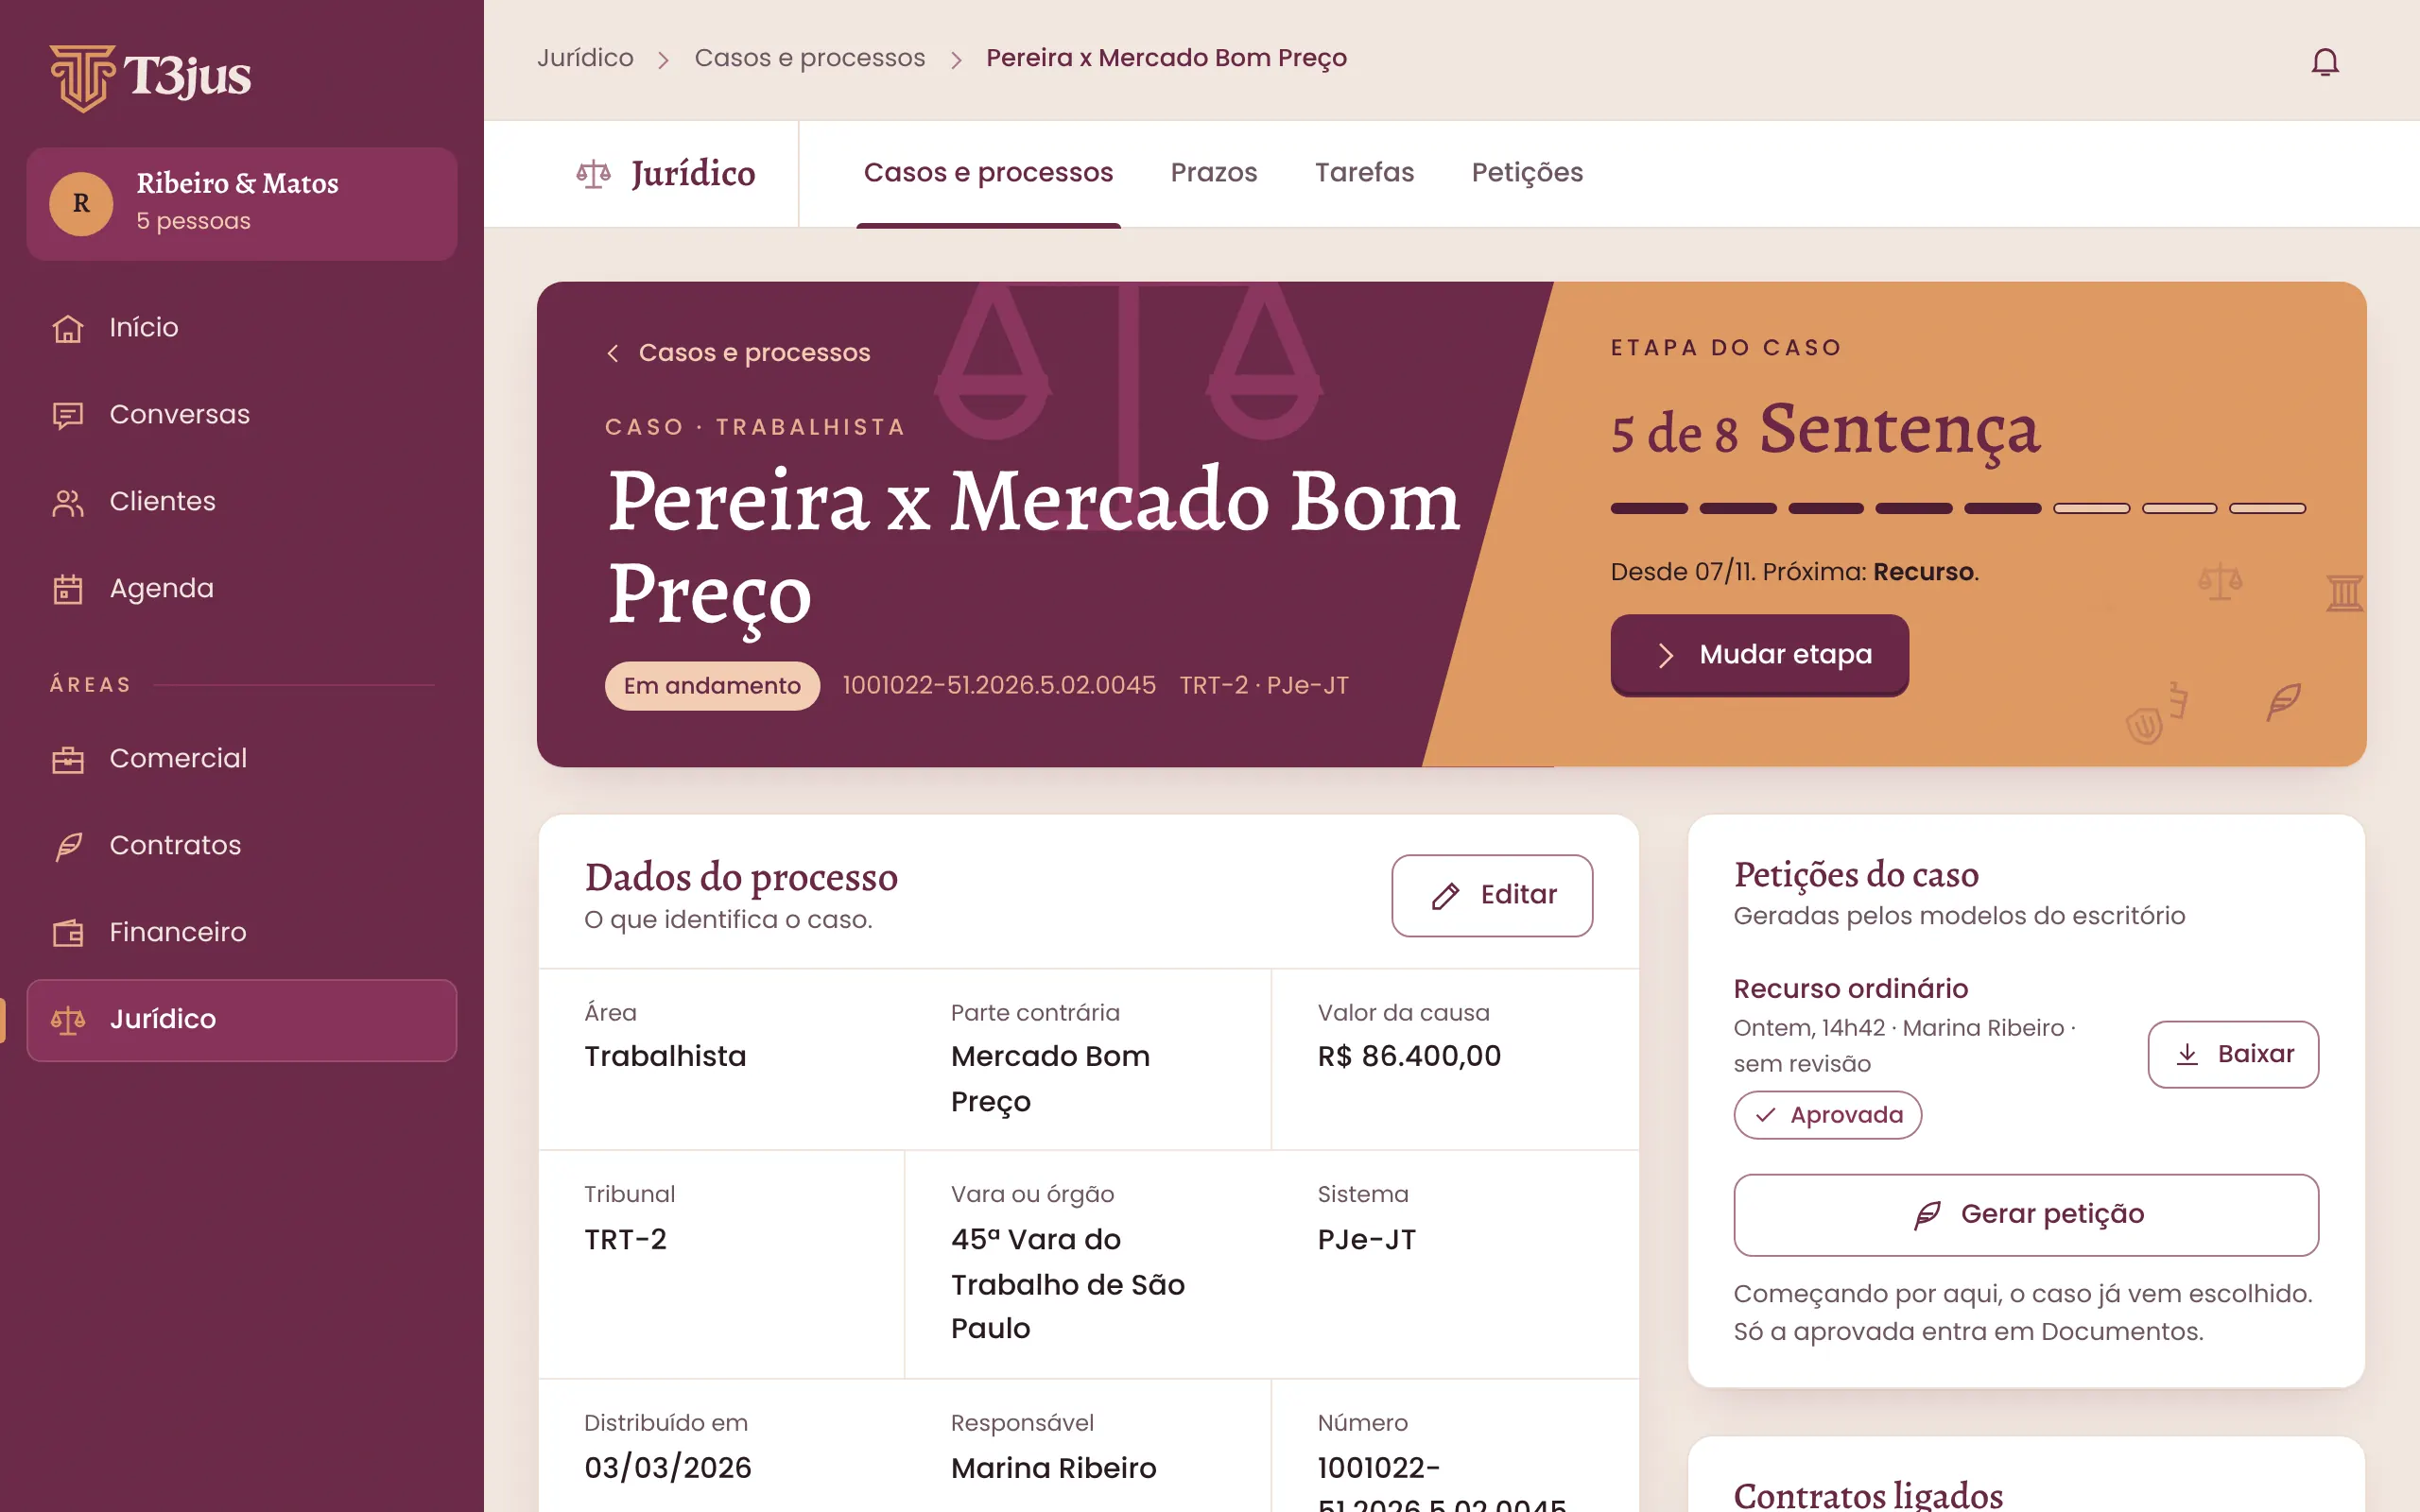 T3jus
R
Ribeiro & Matos
5 pessoas
Início
Conversas
Clientes
Agenda
ÁREAS
Comercial
Contratos
Financeiro
Jurídico
Jurídico
Casos e processos
Pereira x Mercado Bom Preço
Jurídico
Casos e processos
Prazos
Tarefas
Petições
Casos e processos
CASO · TRABALHISTA
Pereira x Mercado Bom
Preço
Em andamento
1001022-51.2026.5.02.0045
TRT-2 · PJe-JT
ETAPA DO CASO
5 de 8 Sentença
Desde 07/11. Próxima: Recurso.
Mudar etapa
Dados do processo
O que identifica o caso.
Editar
Área
Trabalhista
Parte contrária
Mercado Bom
Preço
Valor da causa
R$ 86.400,00
Tribunal
TRT-2
Vara ou órgão
45ª Vara do
Trabalho de São
Paulo
Sistema
PJe-JT
Distribuído em
03/03/2026
Responsável
Marina Ribeiro
Número
1001022-
51.2026.5.02.0045
Petições do caso
Geradas pelos modelos do escritório
Recurso ordinário
Ontem, 14h42 · Marina Ribeiro ·
sem revisão
Aprovada
Baixar
Gerar petição
Começando por aqui, o caso já vem escolhido.
Só a aprovada entra em Documentos.
Contratos ligados